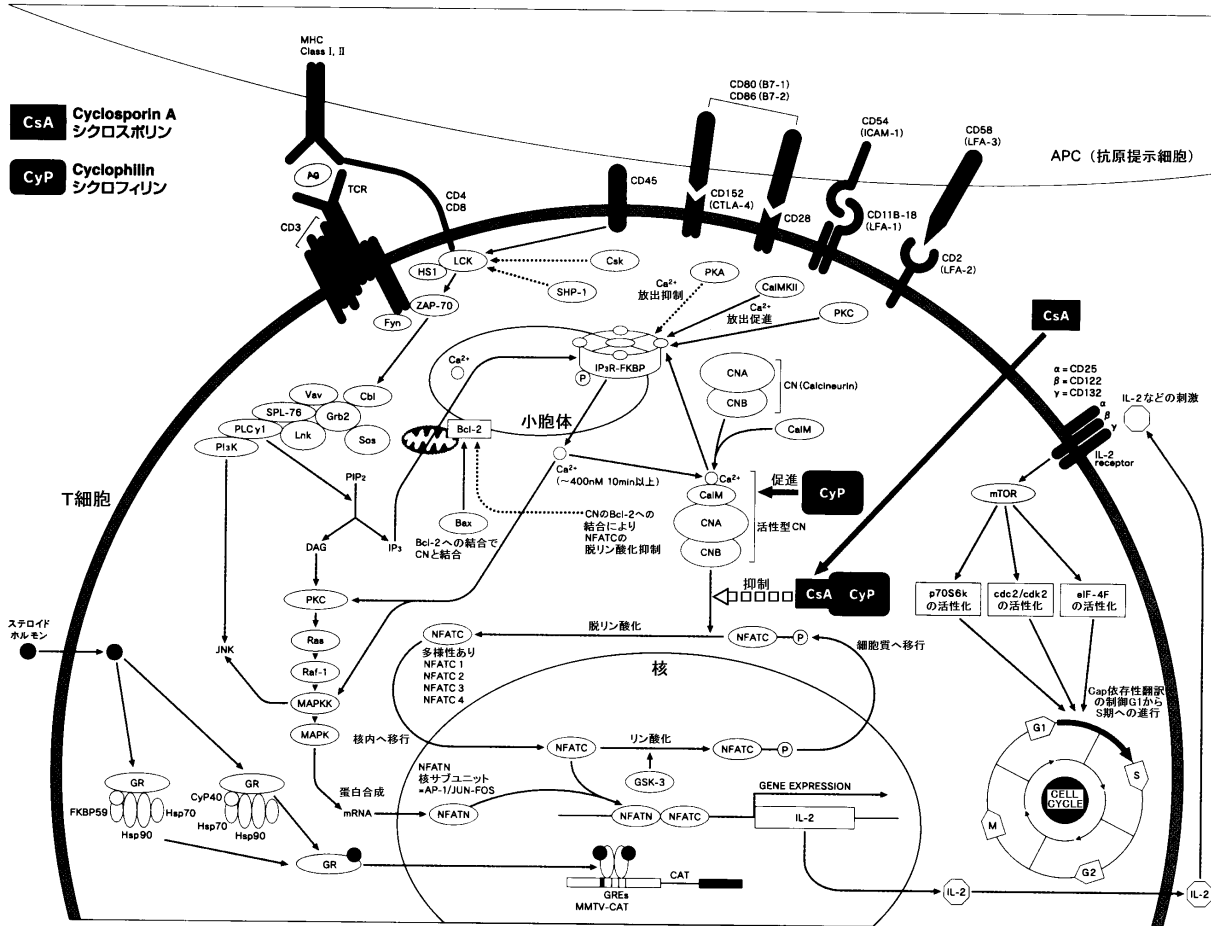 MHC
Class I, II
CsA
Cyclosporin A
シクロスポリン
CyP
Cyclophilin
シクロフィリン
Ag
TCR
CD3
CD4
CD8
CD45
CD80 (B7-1)
CD86 (B7-2)
CD152
(CTLA-4)
CD28
CD54
(ICAM-1)
CD11B-18
(LFA-1)
CD58
(LFA-3)
CD2
(LFA-2)
APC（抗原提示細胞）
HS1
LCK
Csk
SHP-1
ZAP-70
Fyn
PKA
Ca2+
放出抑制
CalMKII
Ca2+
放出促進
PKC
CsA
Ca2+
IP3R-FKBP
P
CNA
CNB
CN (Calcineurin)
CalM
小胞体
Bcl-2
Vav
Cbl
SPL-76
Grb2
PLCγ1
Lnk
Sos
PI3K
PIP2
DAG
IP3
Bax
Bcl-2への結合で
CNと結合
Ca2+
(~400nM 10min以上)
CNのBcl-2への
結合により
NFATCの
脱リン酸化抑制
Ca2+
CalM
CNA
CNB
活性型CN
促進
CyP
抑制
CsA
CyP
α=CD25
β=CD122
γ=CD132
α
β
γ
IL-2
receptor
IL-2などの刺激
mTOR
p70S6k
の活性化
cdc2/cdk2
の活性化
eIF-4F
の活性化
Cap依存性翻訳
の制御G1から
S期への進行
T細胞
PKC
Ras
Raf-1
MAPKK
MAPK
JNK
ステロイド
ホルモン
NFATC
多様性あり
NFATC 1
NFATC 2
NFATC 3
NFATC 4
脱リン酸化
NFATC
P
細胞質へ移行
核
核内へ移行
NFATC
リン酸化
NFATC
P
GSK-3
NFATN
核サブユニット
=AP-1/JUN-FOS
蛋白合成
mRNA
NFATN
NFATN
NFATC
GENE EXPRESSION
IL-2
GR
FKBP59
Hsp70
Hsp90
GR
CyP40
Hsp70
Hsp90
GR
CAT
GREs
MMTV-CAT
G1
S
G2
M
CELL
CYCLE
IL-2
IL-2